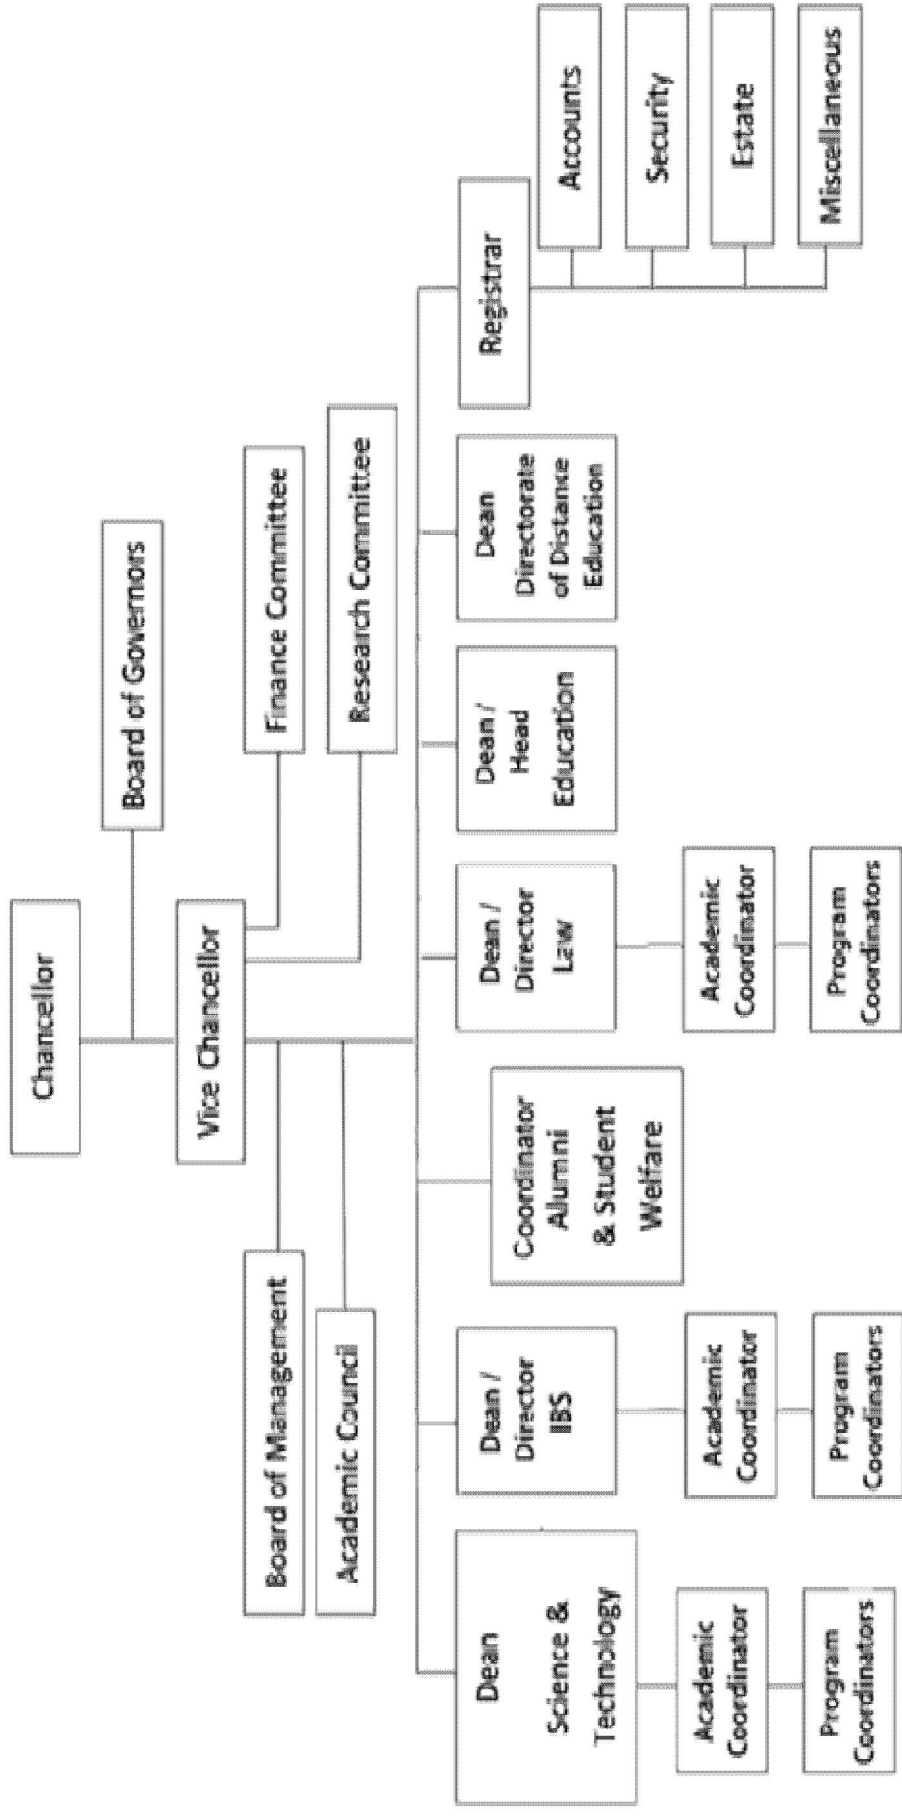 Chancellor
Board of Governors
Vice Chancellor
Board of Management
Finance Committee
Academic Council
Research Committee
Dean
Science &
Technology
Dean /
Director
IBS
Coordinator
Alumni
& Student
Welfare
Dean /
Director
Law
Dean /
Head
Education
Dean
Directorate
of Distance
Education
Registrar
Accounts
Security
Estate
Miscellaneous
Academic
Coordinator
Program
Coordinators
Academic
Coordinator
Program
Coordinators
Academic
Coordinator
Program
Coordinators